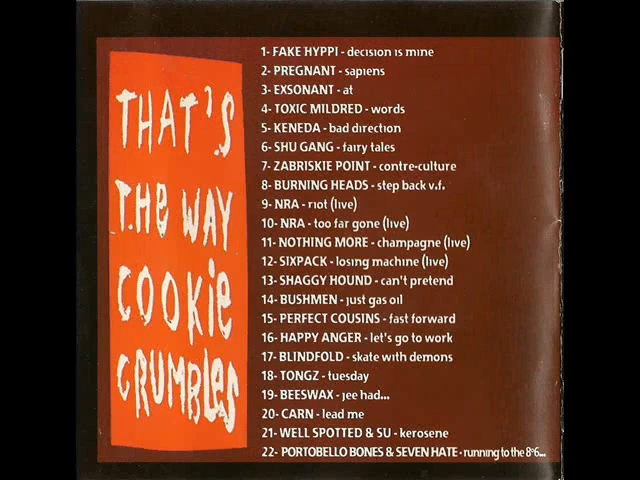 THAT'S
THE WAY
COOKIE
CRUMBLES
1- FAKE HYPPI - decision is mine
2- PREGNANT - sapiens
3- EXSONANT - at
4- TOXIC MILDRED - words
5- KENEDA - bad direction
6- SHU GANG - fairy tales
7- ZABRISKIE POINT - contre-culture
8- BURNING HEADS - step back v.f.
9- NRA - riot (live)
10- NRA - too far gone (live)
11- NOTHING MORE - champagne (live)
12- SIXPACK - losing machine (live)
13- SHAGGY HOUND - can't pretend
14- BUSHMEN - just gas oil
15- PERFECT COUSINS - fast forward
16- HAPPY ANGER - let's go to work
17- BLINDFOLD - skate with demons
18- TONGZ - tuesday
19- BEESWAX - jee had...
20- CARN - lead me
21- WELL SPOTTED & SU - kerosene
22- PORTOBELLO BONES & SEVEN HATE - running to the 8°6...